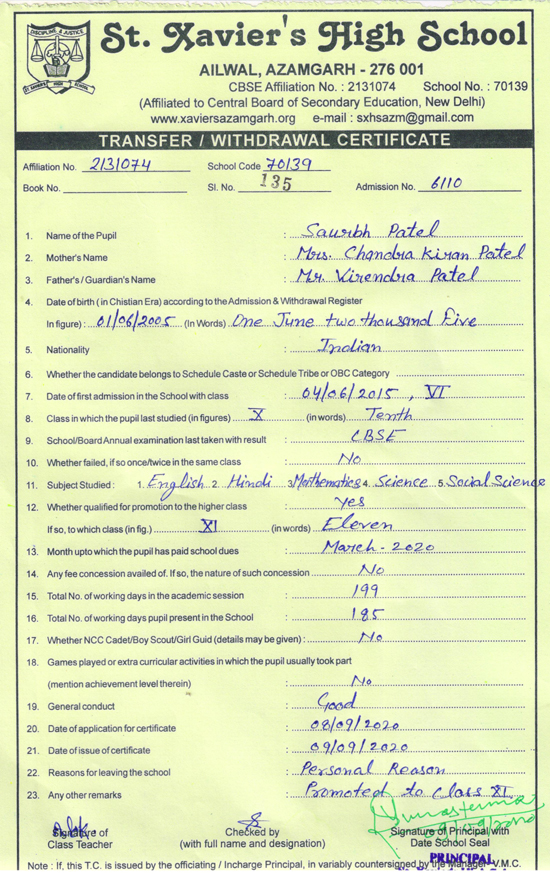 DISCIPLINE & JUSTICE
ST. XAVIER'S HIGH SCHOOL
St. Xavier's High School
AILWAL, AZAMGARH - 276 001
CBSE Affiliation No. : 2131074 School No. : 70139
(Affiliated to Central Board of Secondary Education, New Delhi)
www.xaviersazamgarh.org e-mail : sxhsazm@gmail.com
TRANSFER / WITHDRAWAL CERTIFICATE
Affiliation No. 2131074 School Code 70139
Book No. Sl. No. 135 Admission No. 6110
1. Name of the Pupil : Saurbh Patel
2. Mother's Name : Mrs. Chandra Kiran Patel
3. Father's / Guardian's Name : Mr. Virendra Patel
4. Date of birth ( in Chistian Era) according to the Admission & Withdrawal Register
In figure) : 01/06/2005 (In Words) One June two thousand Five
5. Nationality : Indian
6. Whether the candidate belongs to Schedule Caste or Schedule Tribe or OBC Category
7. Date of first admission in the School with class : 04/06/2015, VI
8. Class in which the pupil last studied (in figures) X (in words) Tenth
9. School/Board Annual examination last taken with result : CBSE
10. Whether failed, if so once/twice in the same class : No
11. Subject Studied : 1. English 2. Hindi 3. Mathematics 4. Science 5. Social Science
12. Whether qualified for promotion to the higher class : Yes
If so, to which class (in fig.) XI (in words) Eleven
13. Month upto which the pupil has paid school dues : March - 2020
14. Any fee concession availed of. If so, the nature of such concession No
15. Total No. of working days in the academic session : 199
16. Total No. of working days pupil present in the School : 185
17. Whether NCC Cadet/Boy Scout/Girl Guid (details may be given) : No
18. Games played or extra curricular activities in which the pupil usually took part
(mention achievement level therein) : No
19. General conduct : Good
20. Date of application for certificate : 08/09/2020
21. Date of issue of certificate : 09/09/2020
22. Reasons for leaving the school : Personal Reason
23. Any other remarks : Promoted to Class XI
Signature of Checked by Signature of Principal with
Class Teacher (with full name and designation) Date School Seal
PRINCIPAL
Note : If, this T.C. is issued by the officiating / Incharge Principal, in variably countersigned by the Manager V.M.C.